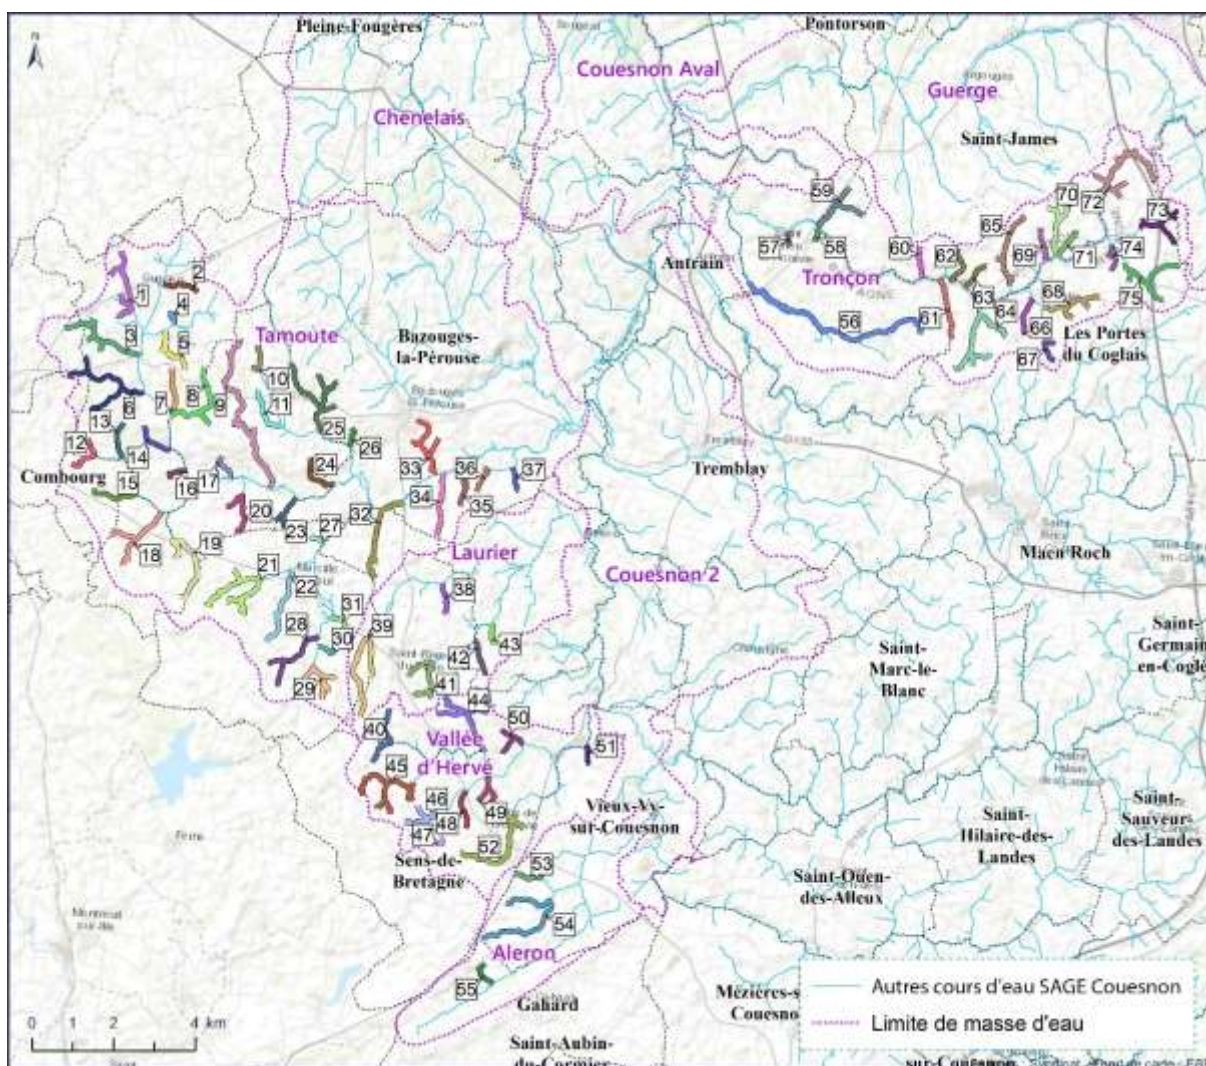 N
Pleine-Fougères
Pontorson
Couesnon Aval
Guerge
Chenelais
Saint-James
59
70
72
73
65
57
58
60
62
69
74
Antrain
Tronçon
71
2
1
4
63
68
75
64
56
61
66
Les Portes
du Coglais
67
3
Tamoute
Bazouges-
la-Pérouse
5
10
6
7
8
9
11
13
12
14
25
26
24
33
36
37
Tremblay
Combourg
15
16
17
34
35
20
23
27
32
18
19
Laurier
Maen Roch
21
22
38
Couesnon 2
31
28
30
39
43
42
Saint-
Marc-le-
Blanc
Saint-
Germain
en-Coglè
29
41
44
40
50
51
Vallée
d'Hervé
45
46
47
48
49
Vieux-Vy-
sur-Couesnon
52
Sens-de-
Bretagne
53
Saint-
Hilaire-des-
Landes
Saint-
Sauveur
des-Landes
Saint-Ouen-
des-Alleux
54
Aleron
55
Gahard
Mézières-s
Couesno
Saint-Aubin-
du-Cormier
sur-Couesnon
Autres cours d'eau SAGE Couesnon
Limite de masse d'eau
0 1 2 4 km